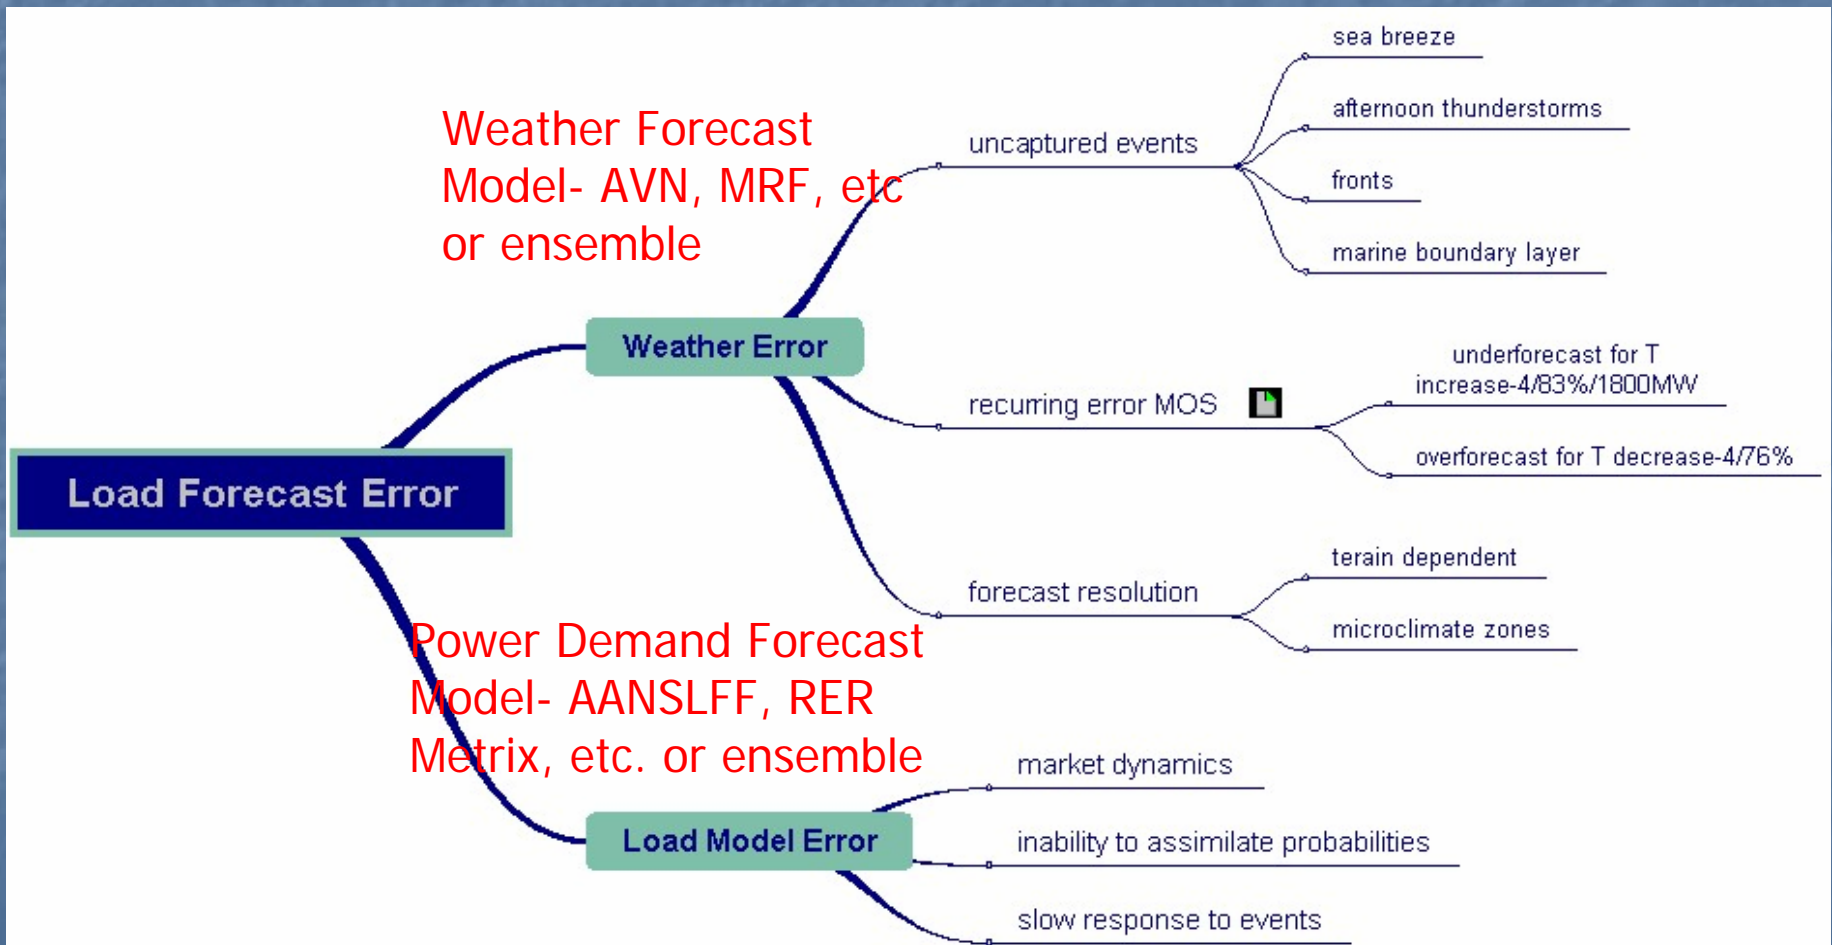 sea breeze
Weather Forecast
Model- AVN, MRF, etc
or ensemble
afternoon thunderstorms
uncaptured events
fronts
marine boundary layer
Weather Error
underforecast for T
increase-4/83%/1800MW
recurring error MOS
overforecast for T decrease-4/76%
Load Forecast Error
terain dependent
forecast resolution
microclimate zones
Power Demand Forecast
Model- AANSLFF, RER
Metrix, etc. or ensemble
market dynamics
Load Model Error
inability to assimilate probabilities
slow response to events